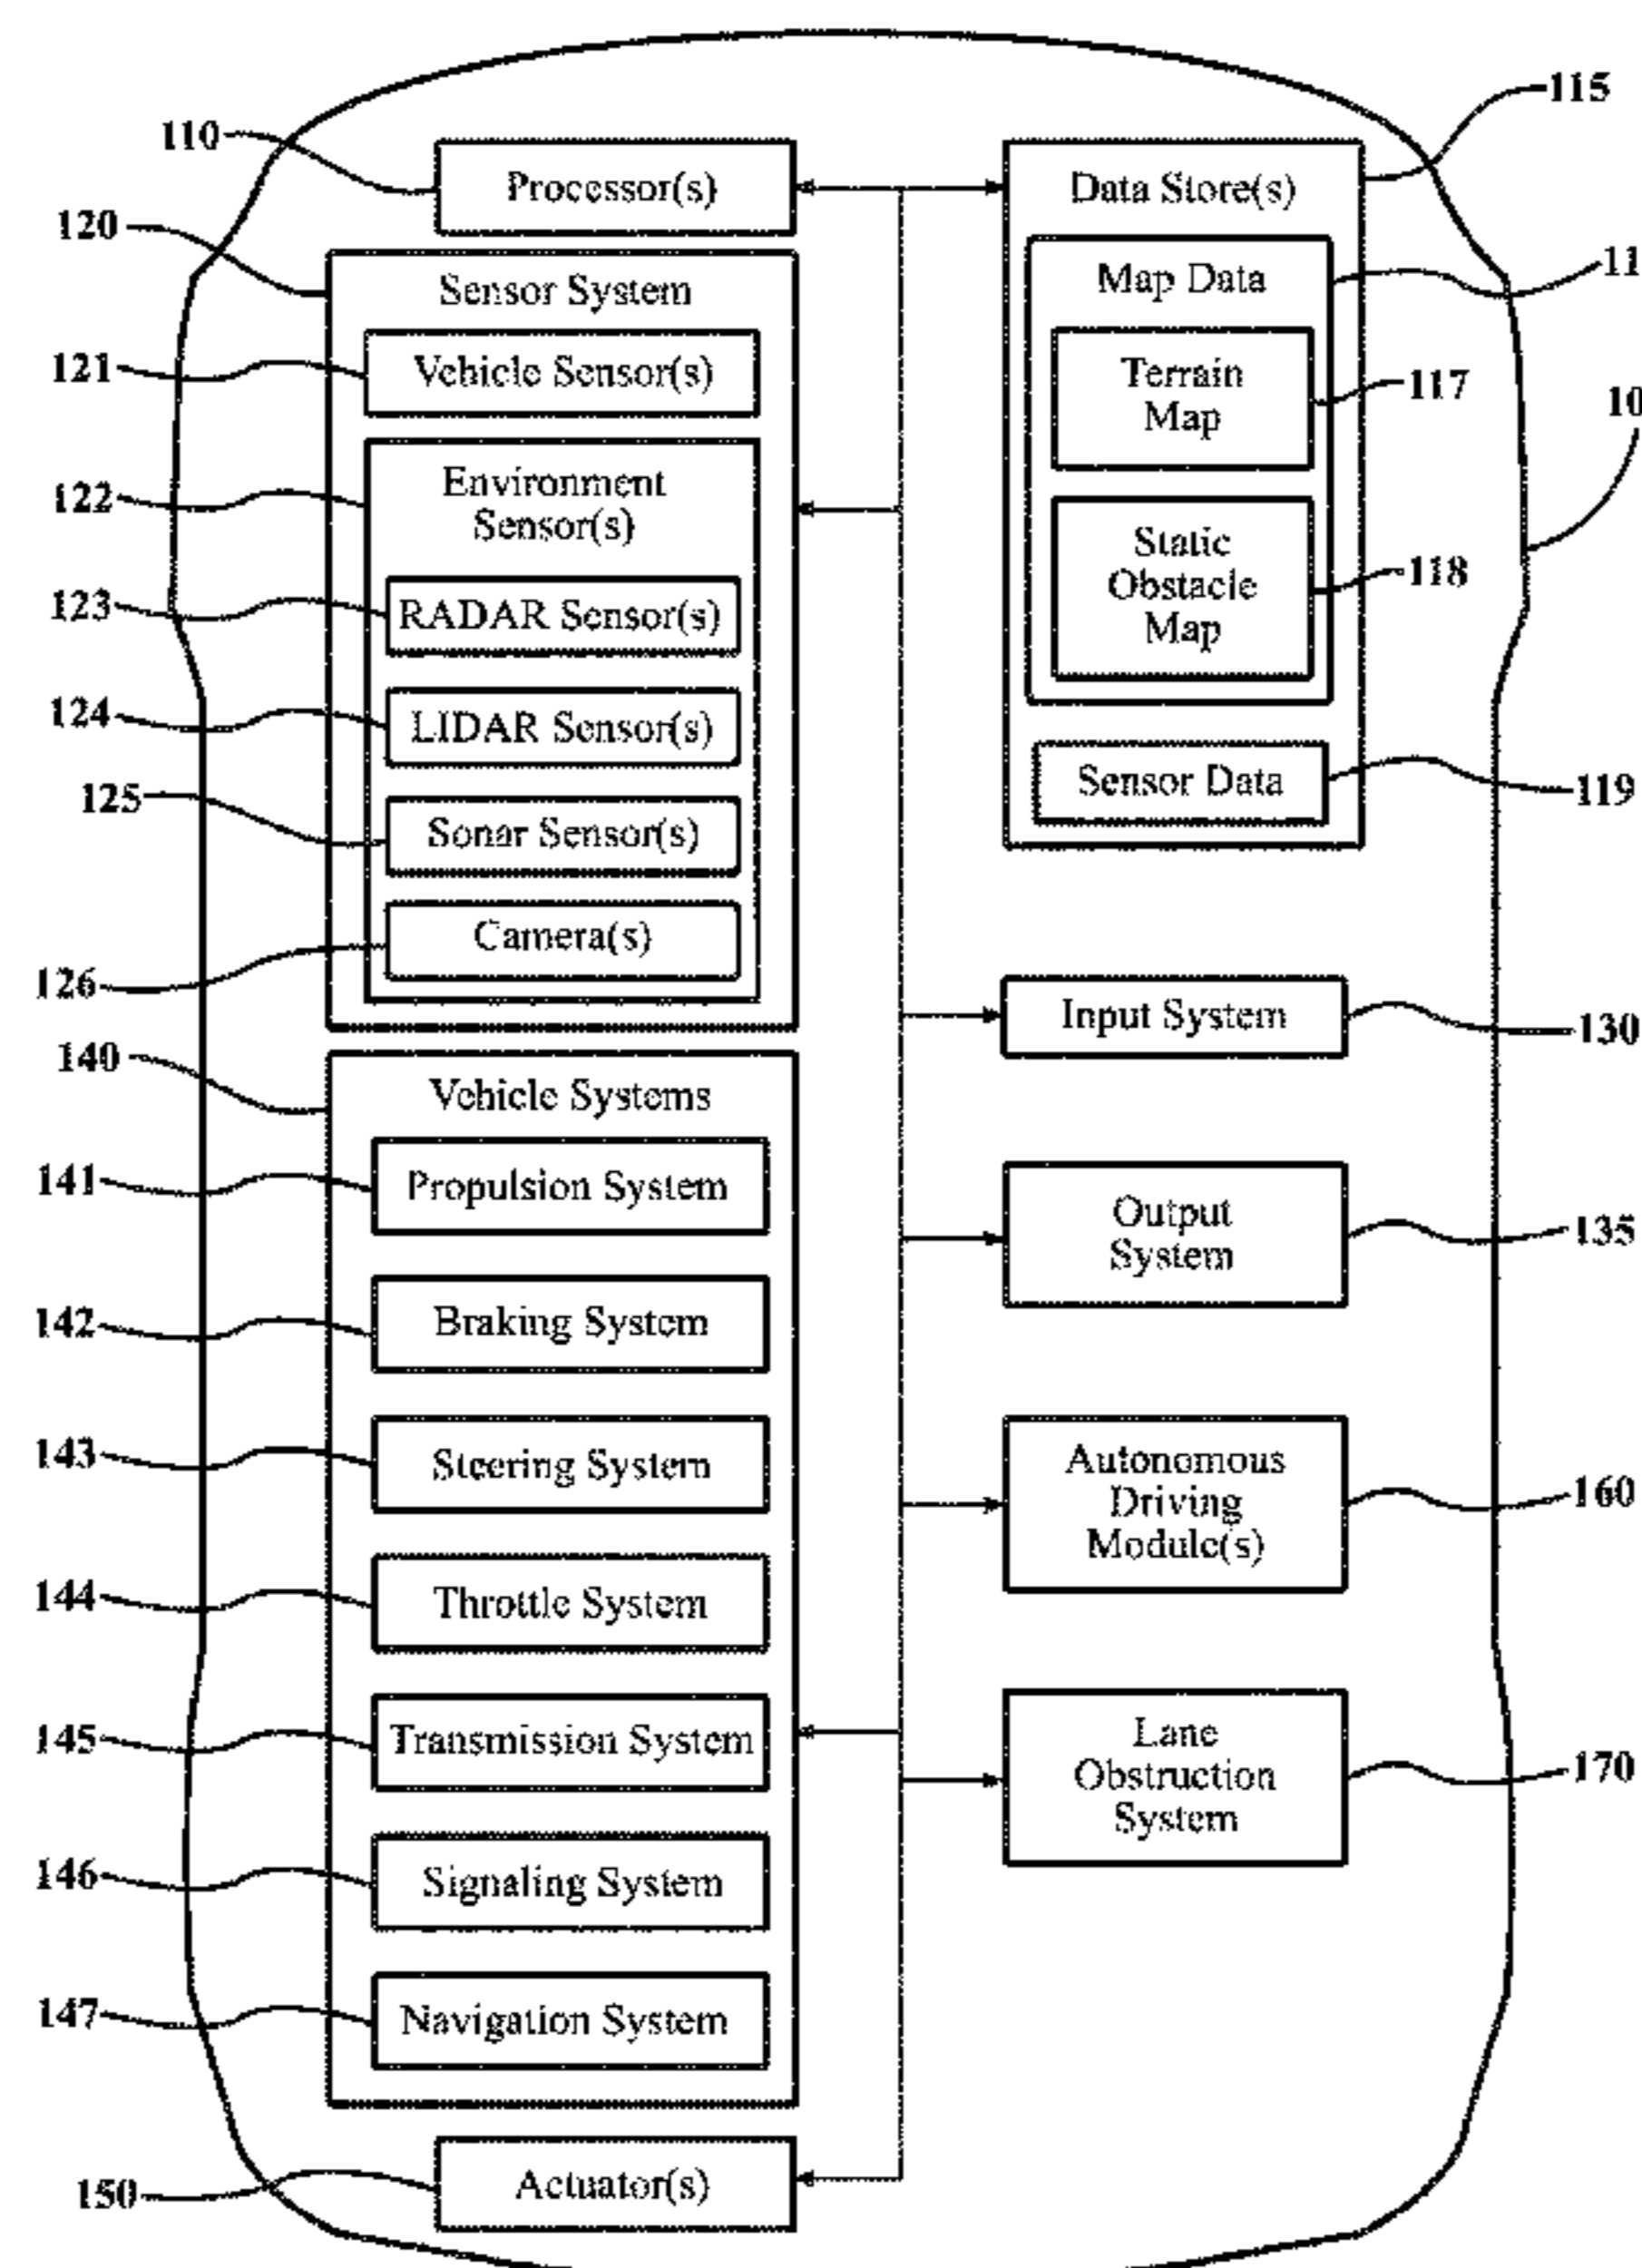 110
Processor(s)
120
Sensor System
121
Vehicle Sensor(s)
122
Environment
Sensor(s)
123
RADAR Sensor(s)
124
LIDAR Sensor(s)
125
Sonar Sensor(s)
126
Camera(s)
140
Vehicle Systems
141
Propulsion System
142
Braking System
143
Steering System
144
Throttle System
145
Transmission System
146
Signaling System
147
Navigation System
150
Actuator(s)
115
Data Store(s)
11
Map Data
Terrain
Map
117
10
Static
Obstacle
Map
118
Sensor Data
119
Input System
130
Output
System
135
Autonomous
Driving
Module(s)
160
Lane
Obstruction
System
170